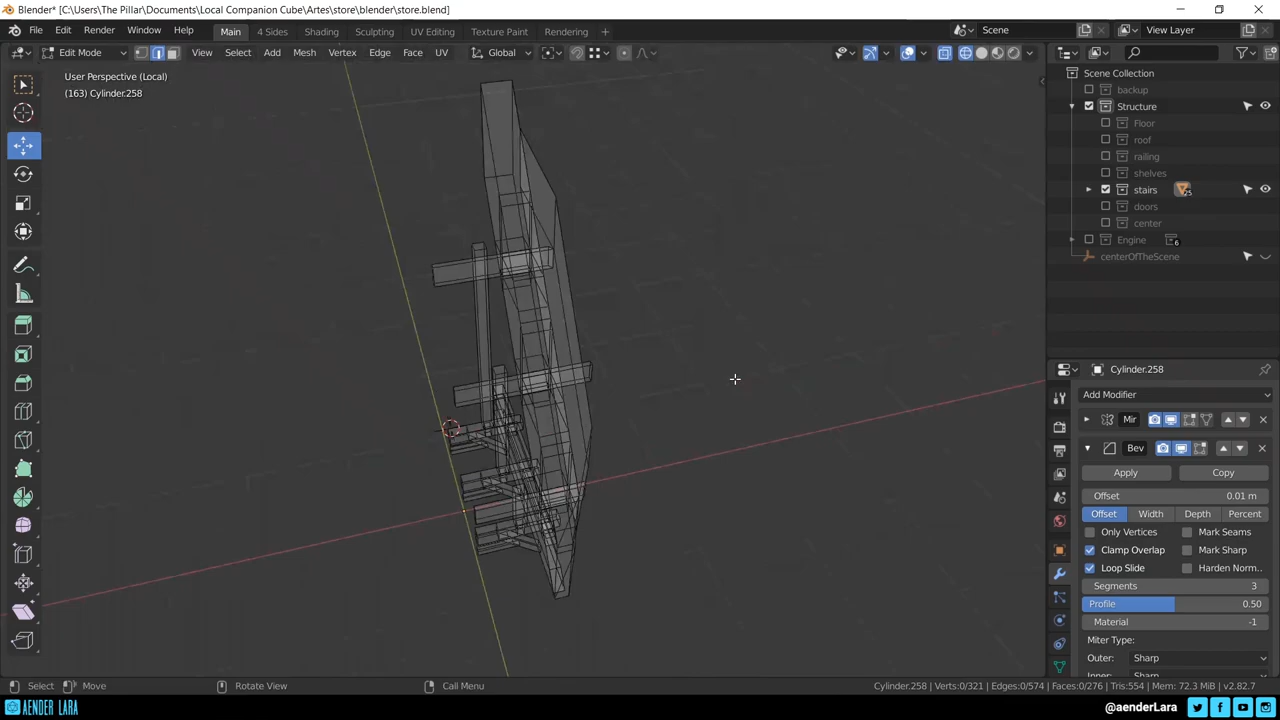 Blender* [C:\Users\The Pillar\Documents\Local Companion Cube\Artes\store\blender\store.blend]
File Edit Render Window Help Main 4 Sides Shading Sculpting UV Editing Texture Paint Rendering + Scene View Layer
Edit Mode View Select Add Mesh Vertex Edge Face UV Global
User Perspective (Local)
(163) Cylinder.258
Scene Collection
backup
Structure
Floor
roof
railing
shelves
stairs 25
doors
center
Engine 6
centerOfTheScene
Cylinder.258
Add Modifier
Mir
Bev
Apply Copy
Offset 0.01 m
Offset Width Depth Percent
Only Vertices Mark Seams
Clamp Overlap Mark Sharp
Loop Slide Harden Norm..
Segments 3
Profile 0.50
Material -1
Miter Type:
Outer: Sharp
Inner: Sharp
Select Move Rotate View Call Menu Cylinder.258 | Verts:0/321 | Edges:0/574 | Faces:0/276 | Tris:554 | Mem: 72.3 MiB | v2.82.7
AENDER LARA @aenderLara